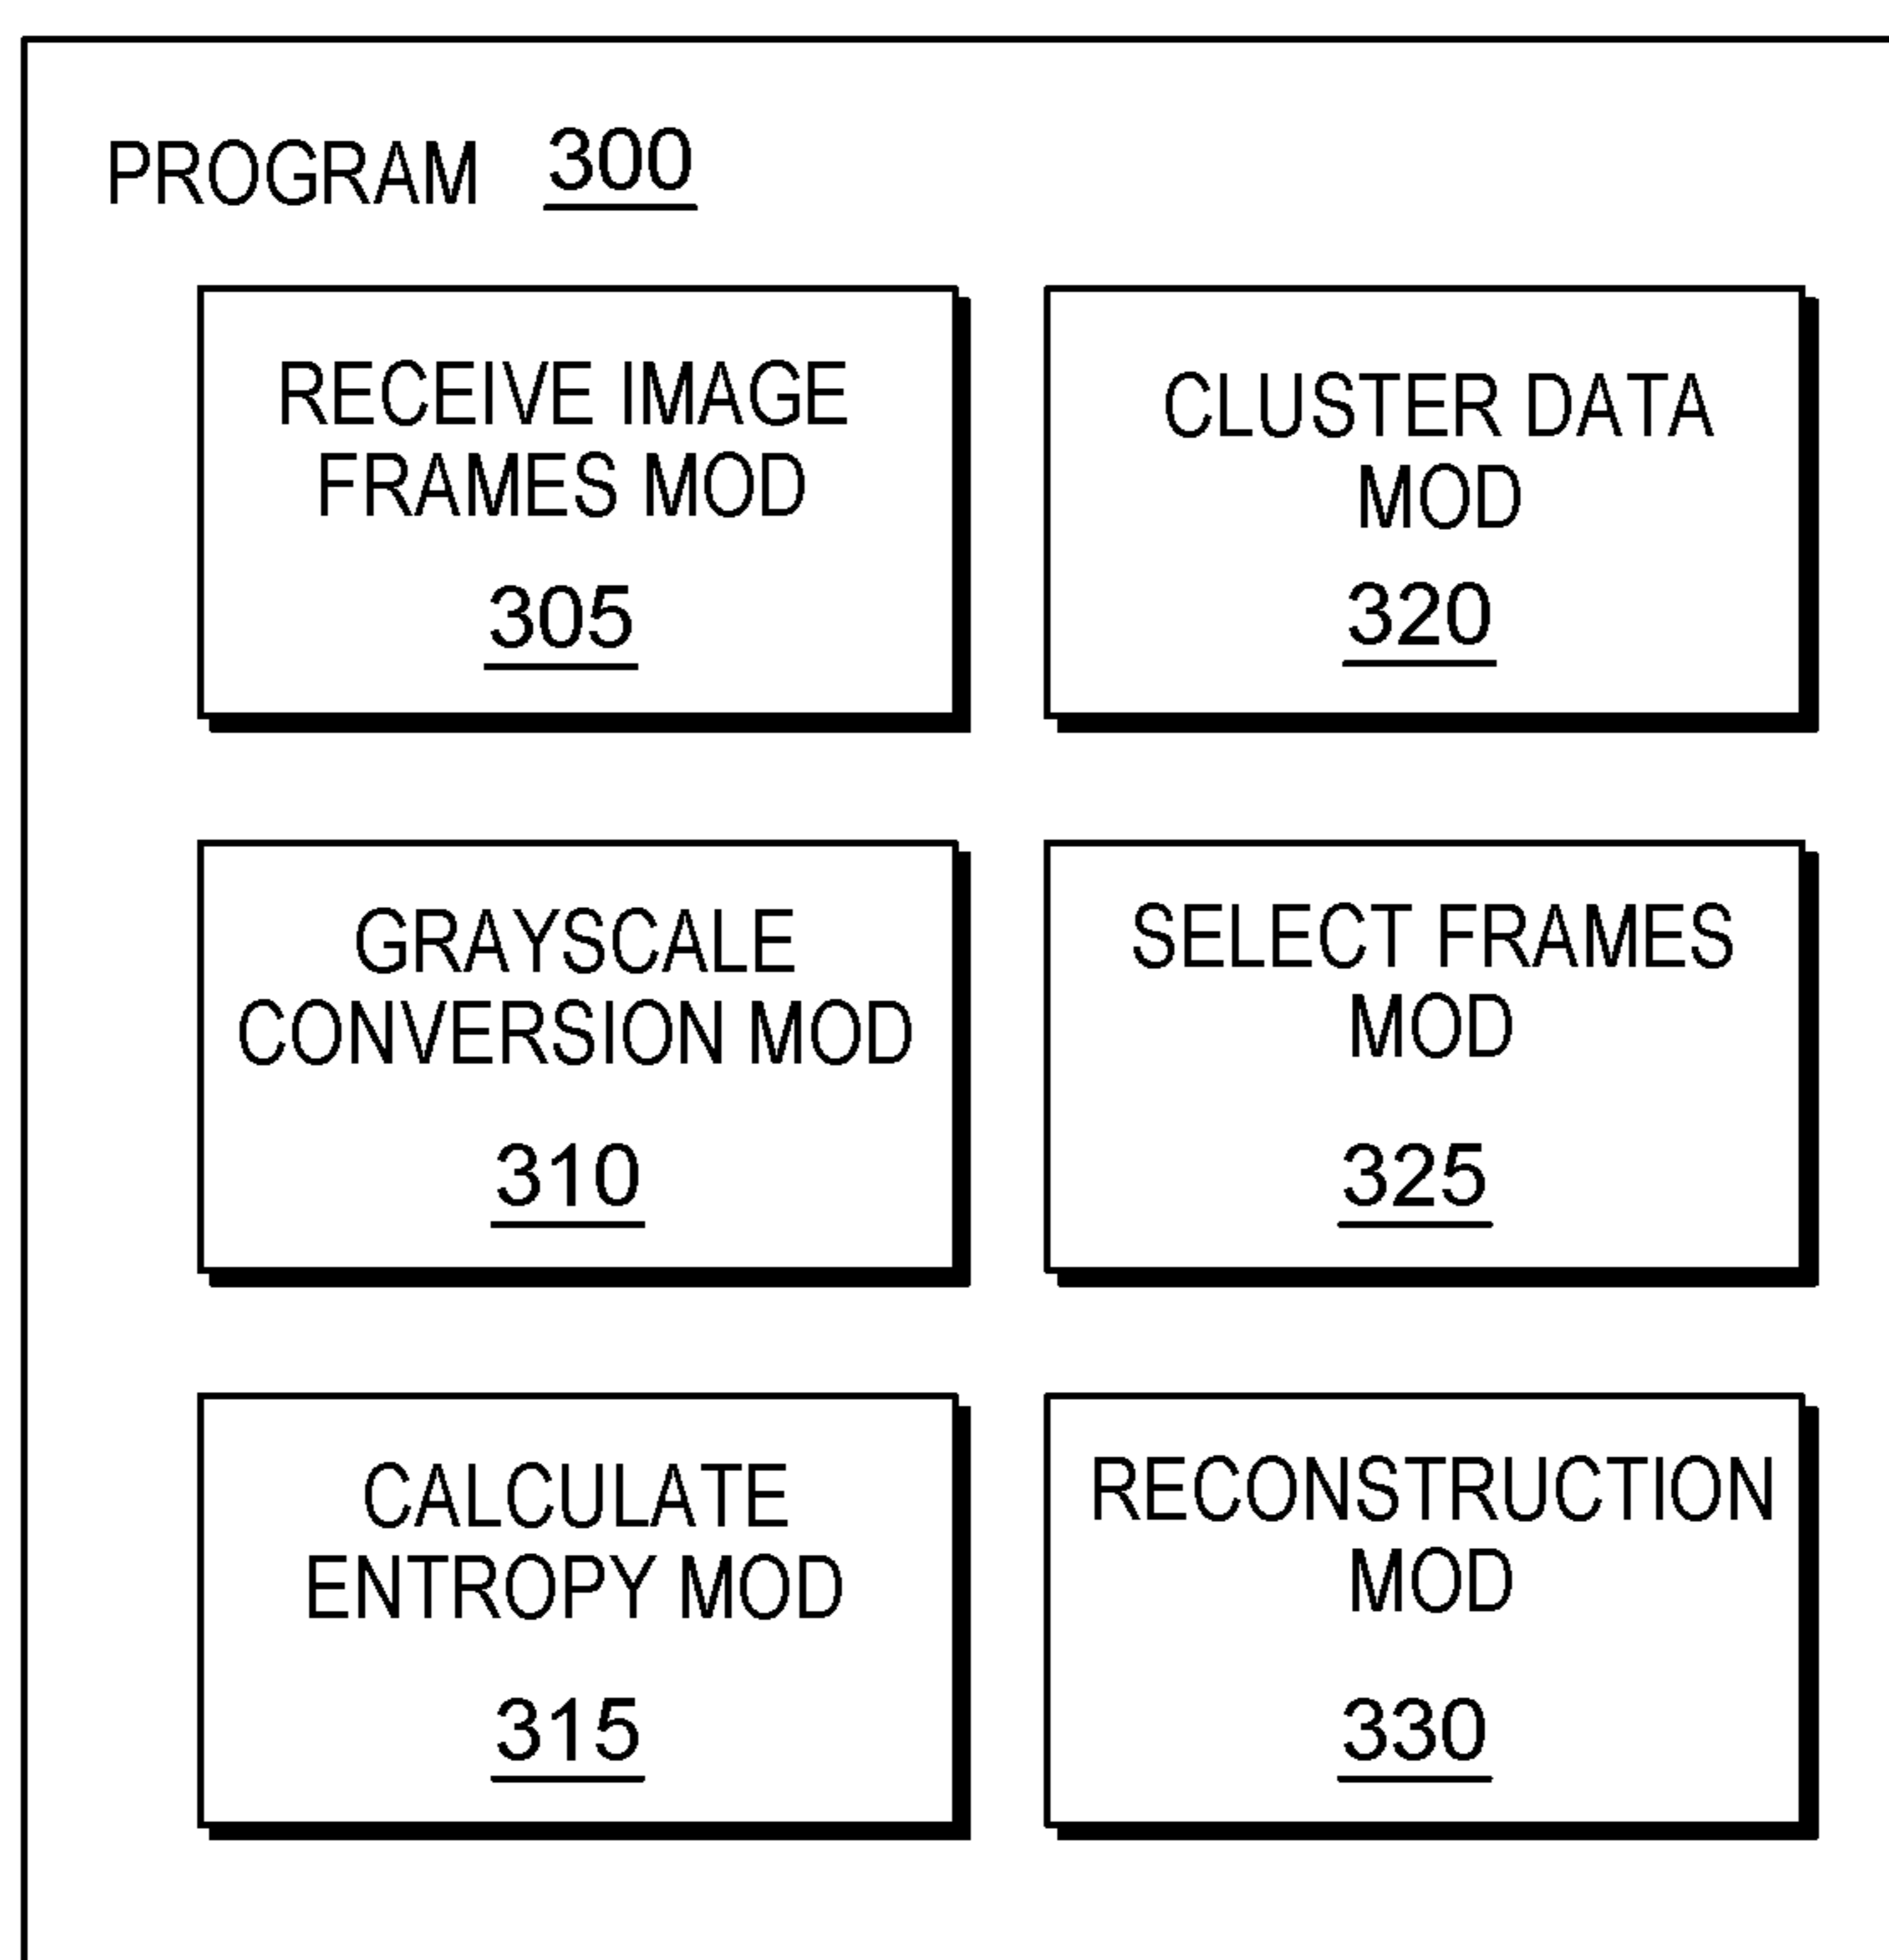 PROGRAM 300
RECEIVE IMAGE
FRAMES MOD
305
CLUSTER DATA
MOD
320
GRAYSCALE
CONVERSION MOD
310
SELECT FRAMES
MOD
325
CALCULATE
ENTROPY MOD
315
RECONSTRUCTION
MOD
330